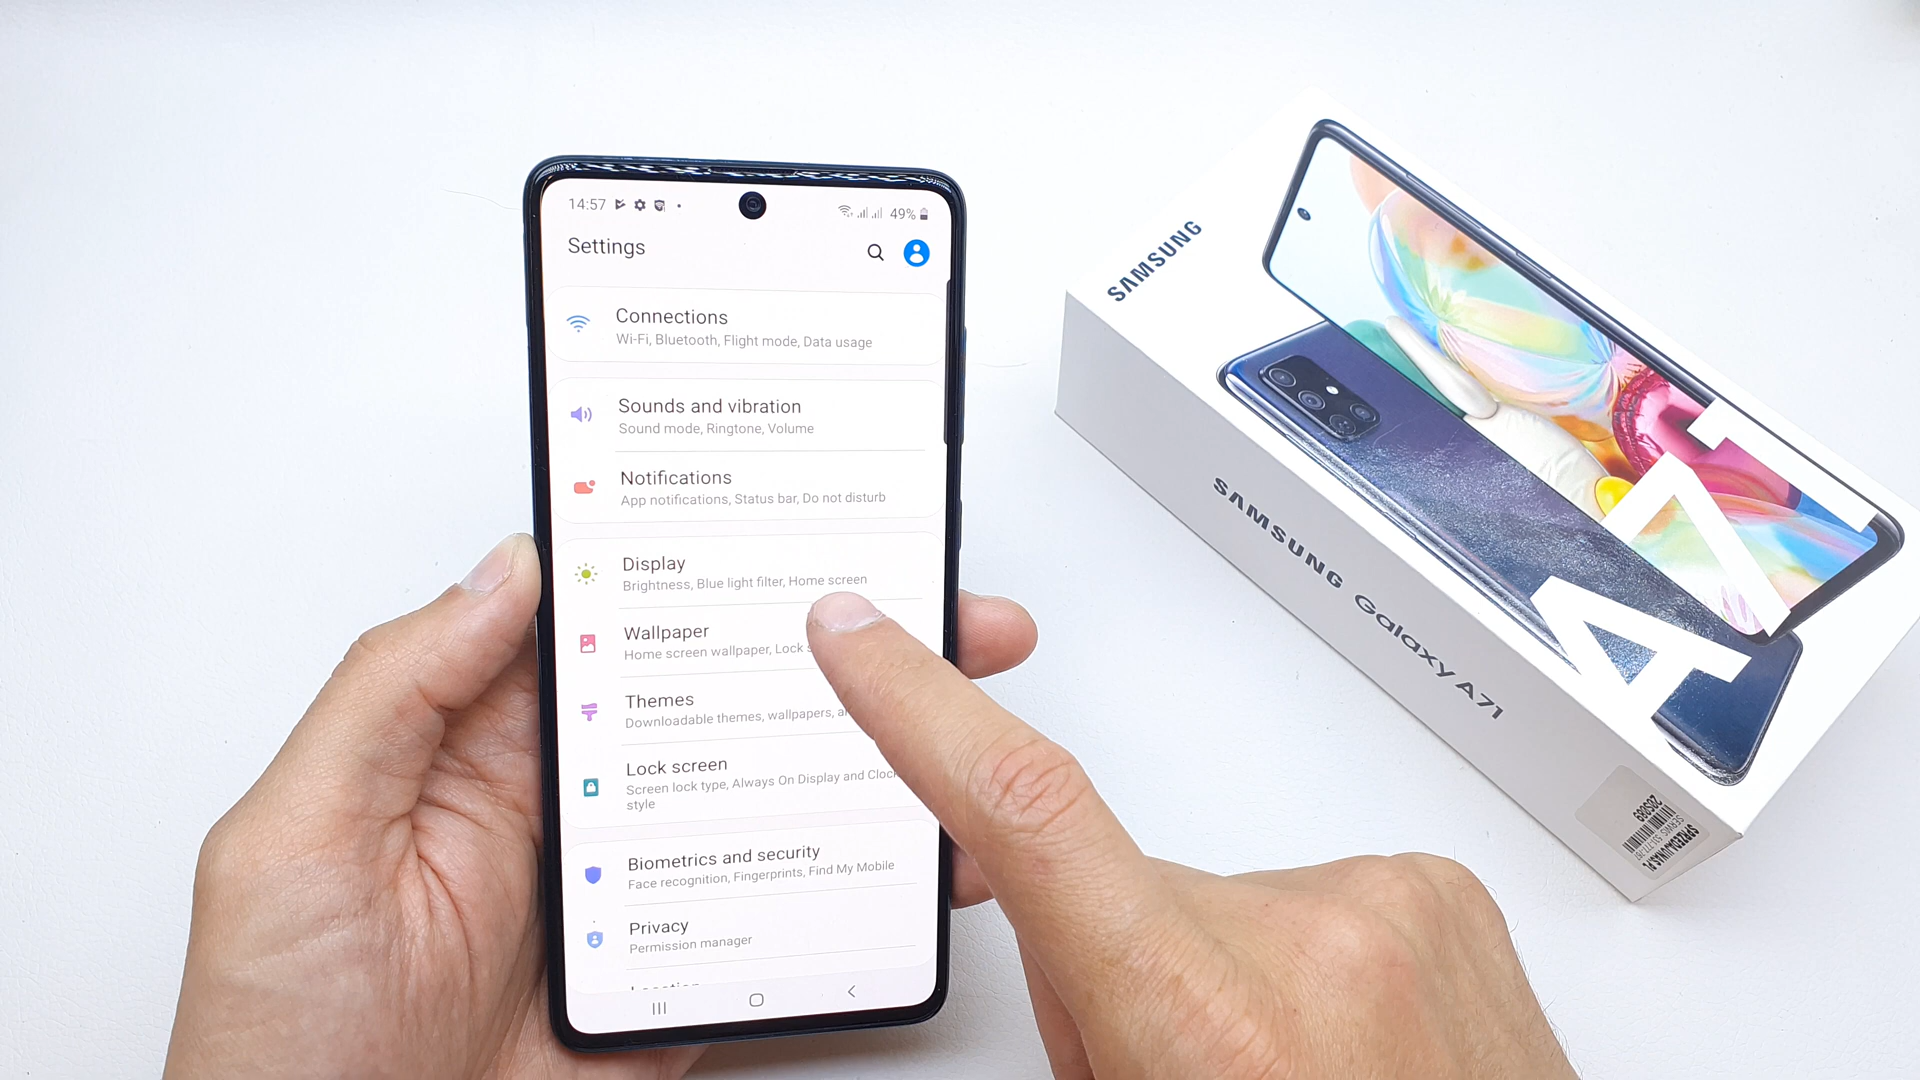 14:57
49%
Settings
Connections
Wi-Fi, Bluetooth, Flight mode, Data usage
Sounds and vibration
Sound mode, Ringtone, Volume
Notifications
App notifications, Status bar, Do not disturb
Display
Brightness, Blue light filter, Home screen
Wallpaper
Home screen wallpaper, Lock s
Themes
Downloadable themes, wallpapers, a
Lock screen
Screen lock type, Always On Display and Clock
style
Biometrics and security
Face recognition, Fingerprints, Find My Mobile
Privacy
Permission manager
Location
SAMSUNG
A71
SAMSUNG Galaxy A71